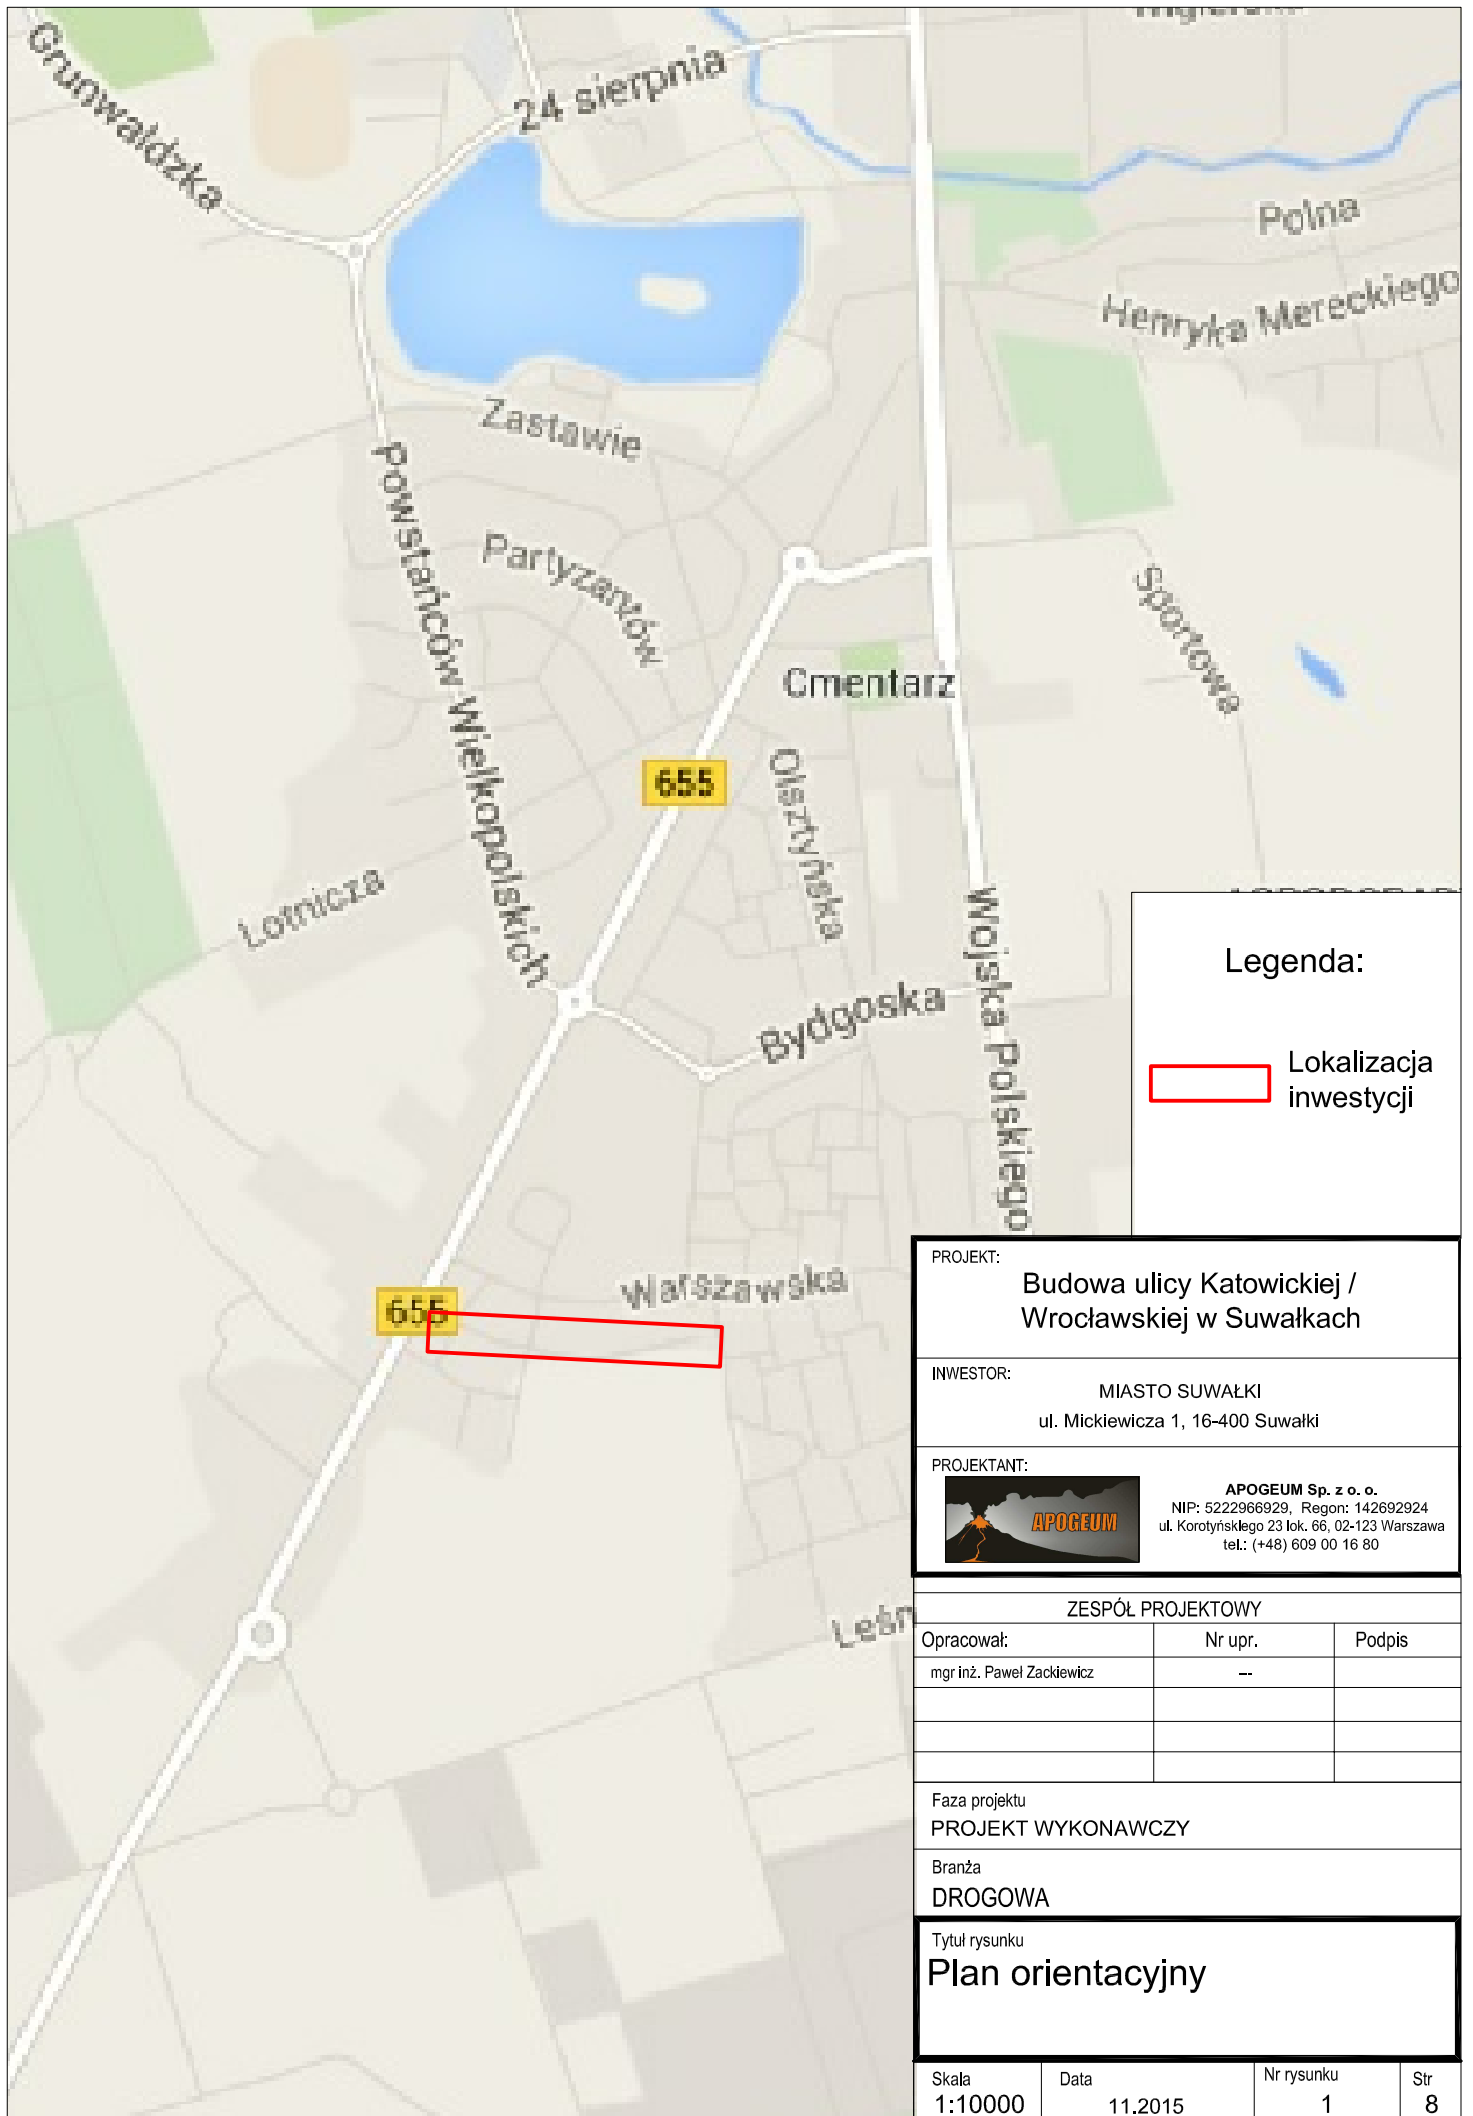 Grunwaldzka
24 sierpnia
Polna
Henryka Mereckiego
Zastawie
Powstańców Wielkopolskich
Partyzantów
Sportowa
Cmentarz
655
Olsztyńska
Lotnicza
Wojska Polskiego
Bydgoska
Legenda:
Lokalizacja
inwestycji
Warszawska
655
PROJEKT:
Budowa ulicy Katowickiej /
Wrocławskiej w Suwałkach
INWESTOR:
MIASTO SUWAŁKI
ul. Mickiewicza 1, 16-400 Suwałki
PROJEKTANT:
APOGEUM
APOGEUM Sp. z o. o.
NIP: 5222966929, Regon: 142692924
ul. Korotyńskiego 23 lok. 66, 02-123 Warszawa
tel.: (+48) 609 00 16 80
Leśn
ZESPÓŁ PROJEKTOWY
Opracował: Nr upr. Podpis
mgr inż. Paweł Zackiewicz --
Faza projektu
PROJEKT WYKONAWCZY
Branża
DROGOWA
Tytuł rysunku
Plan orientacyjny
Skala Data Nr rysunku Str
1:10000 11.2015 1 8